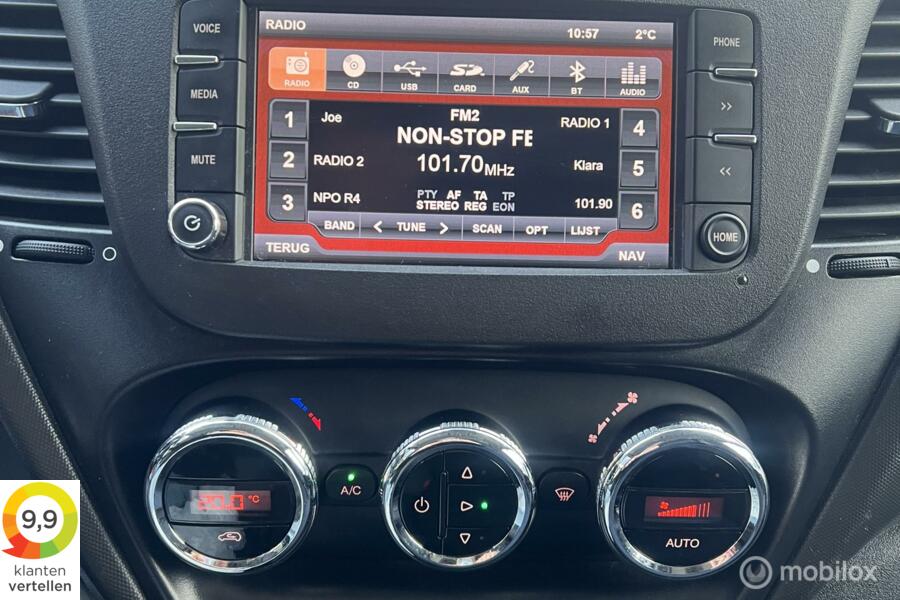 VOICE
MEDIA
MUTE
RADIO 10:57 2°C
RADIO CD USB CARD AUX BT AUDIO
1 Joe FM2 RADIO 1 4
NON-STOP FE
2 RADIO 2 101.70MHz Klara 5
3 NPO R4 PTY AF TA TP 101.90 6
STEREO REG EON
BAND < TUNE > SCAN OPT LIJST
TERUG NAV
PHONE
>>
<<
HOME
20.0 °C
A/C
AUTO
9,9
klanten
vertellen
mobilox